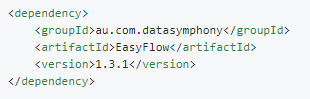 <dependency>
    <groupId>au.com.datasymphony</groupId>
    <artifactId>EasyFlow</artifactId>
    <version>1.3.1</version>
</dependency>